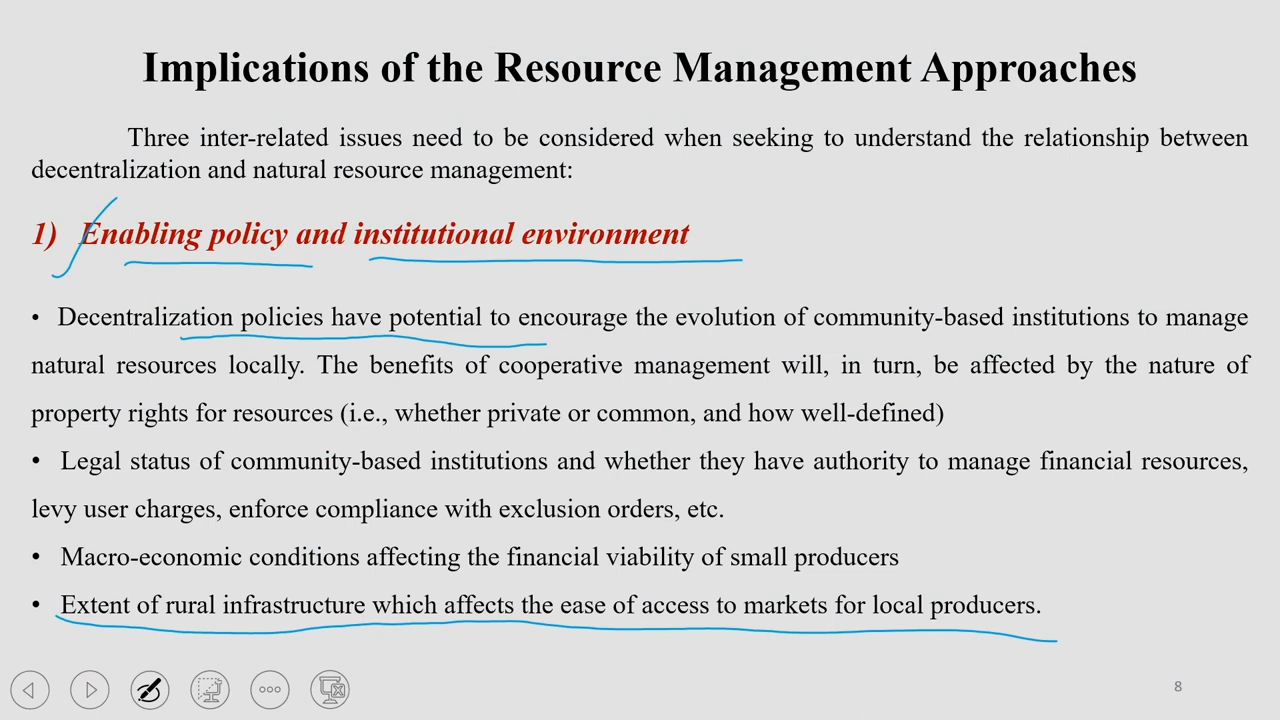 Implications of the Resource Management Approaches
Three inter-related issues need to be considered when seeking to understand the relationship between
decentralization and natural resource management:
1) Enabling policy and institutional environment
• Decentralization policies have potential to encourage the evolution of community-based institutions to manage
natural resources locally. The benefits of cooperative management will, in turn, be affected by the nature of
property rights for resources (i.e., whether private or common, and how well-defined)
• Legal status of community-based institutions and whether they have authority to manage financial resources,
levy user charges, enforce compliance with exclusion orders, etc.
• Macro-economic conditions affecting the financial viability of small producers
• Extent of rural infrastructure which affects the ease of access to markets for local producers.
8